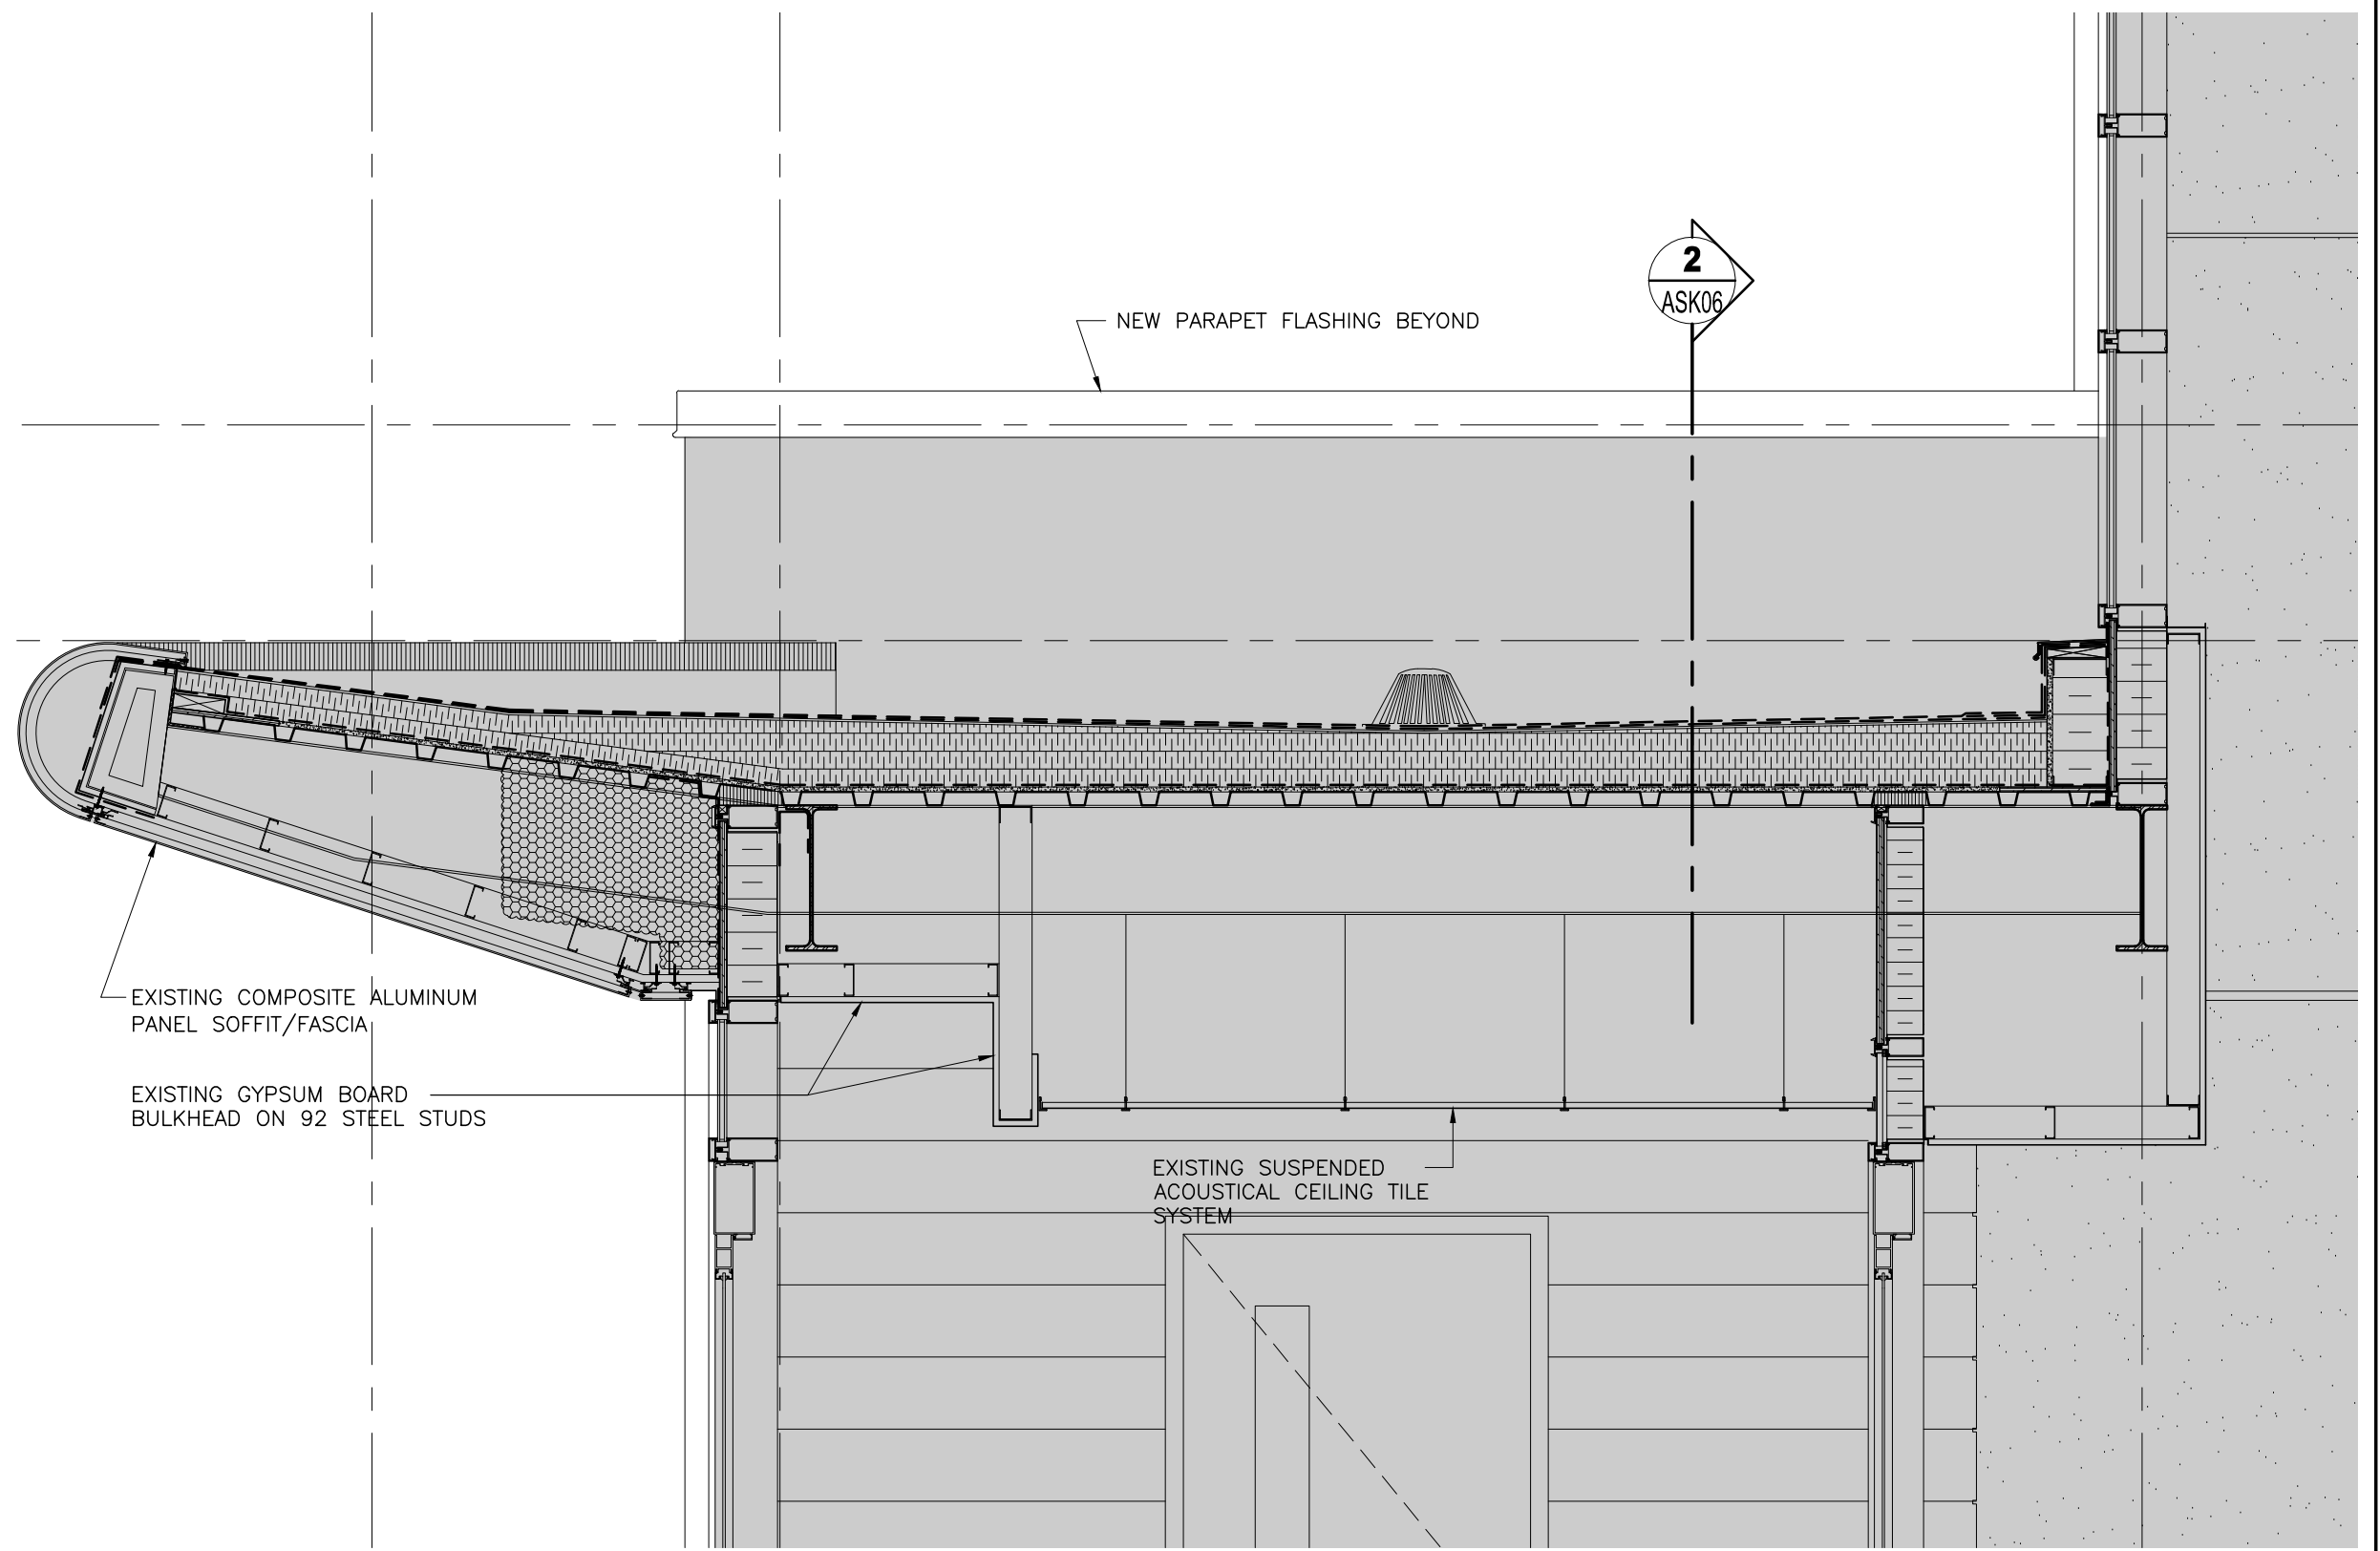 2
ASK06
NEW PARAPET FLASHING BEYOND
EXISTING COMPOSITE ALUMINUM
PANEL SOFFIT/FASCIA
EXISTING GYPSUM BOARD
BULKHEAD ON 92 STEEL STUDS
EXISTING SUSPENDED
ACOUSTICAL CEILING TILE
SYSTEM